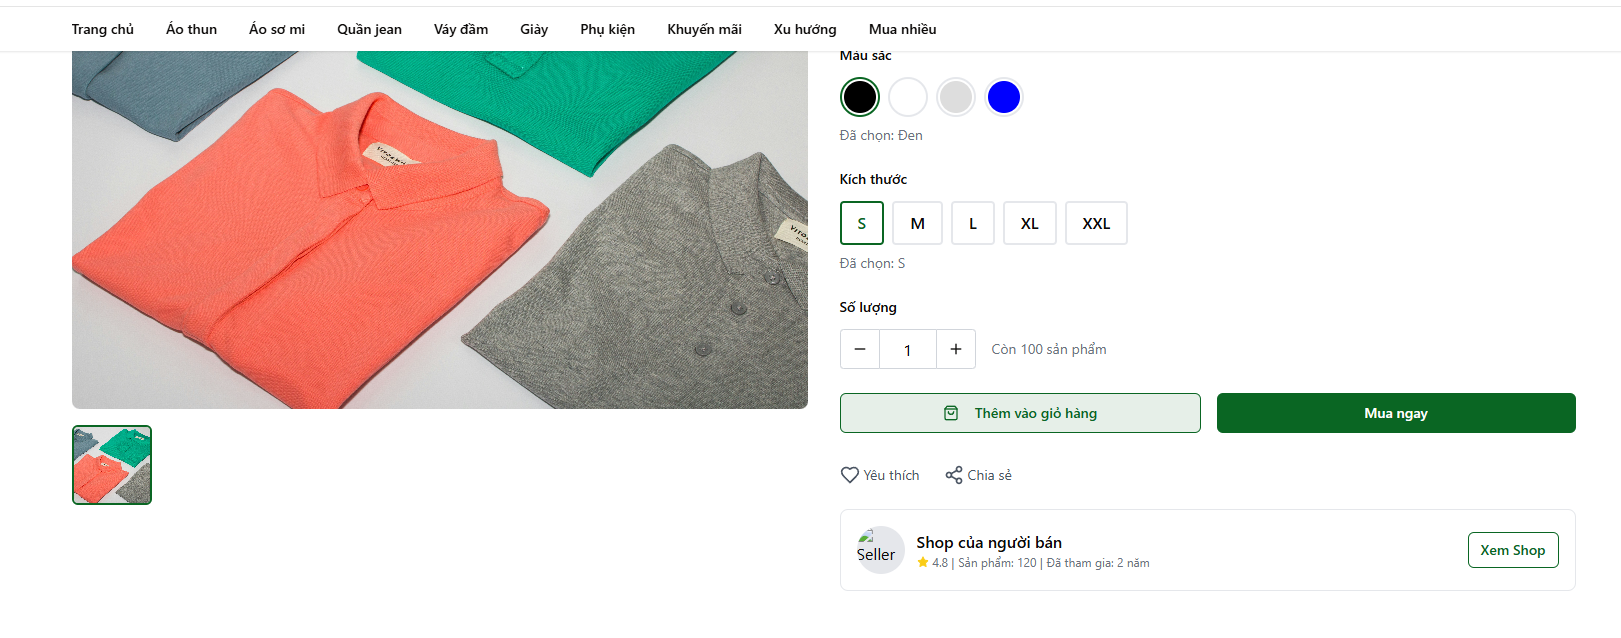 Trang chủ Áo thun Áo sơ mi Quần jean Váy đầm Giày Phụ kiện Khuyến mãi Xu hướng Mua nhiều
Màu sắc
Đã chọn: Đen
Kích thước
S M L XL XXL
Đã chọn: S
Số lượng
− 1 + Còn 100 sản phẩm
Thêm vào giỏ hàng Mua ngay
Yêu thích Chia sẻ
Seller
Shop của người bán
4.8 | Sản phẩm: 120 | Đã tham gia: 2 năm
Xem Shop